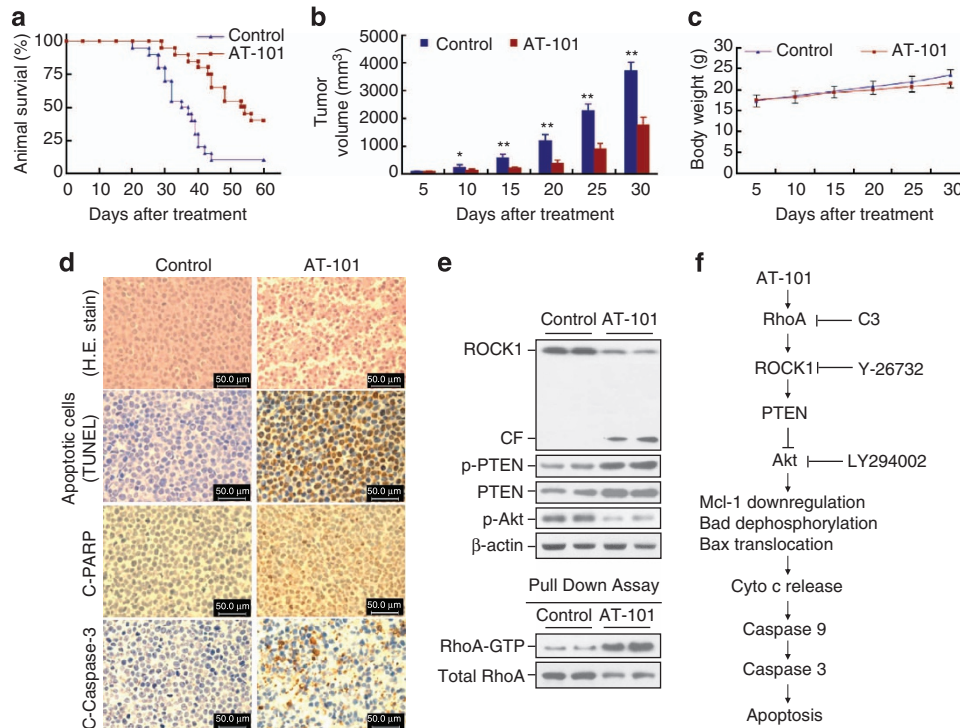 a
Animal survial (%)
100
75
50
25
0
0 10 20 30 40 50 60
Days after treatment
Control
AT-101
b
Tumor
volume (mm3)
5000
4000
3000
2000
1000
0
Control AT-101
* ** ** ** **
5 10 15 20 25 30
Days after treatment
c
Body weight (g)
30
25
20
15
10
5
0
Control AT-101
5 10 15 20 25 30
Days after treatment
d
Control AT-101
(H.E. stain)
50.0 µm 50.0 µm
Apoptotic cells
(TUNEL)
50.0 µm 50.0 µm
C-PARP
50.0 µm 50.0 µm
C-Caspase-3
50.0 µm 50.0 µm
e
Control AT-101
ROCK1
CF
p-PTEN
PTEN
p-Akt
β-actin
Pull Down Assay
Control AT-101
RhoA-GTP
Total RhoA
f
AT-101
RhoA C3
ROCK1 Y-26732
PTEN
Akt LY294002
Mcl-1 downregulation
Bad dephosphorylation
Bax translocation
Cyto c release
Caspase 9
Caspase 3
Apoptosis